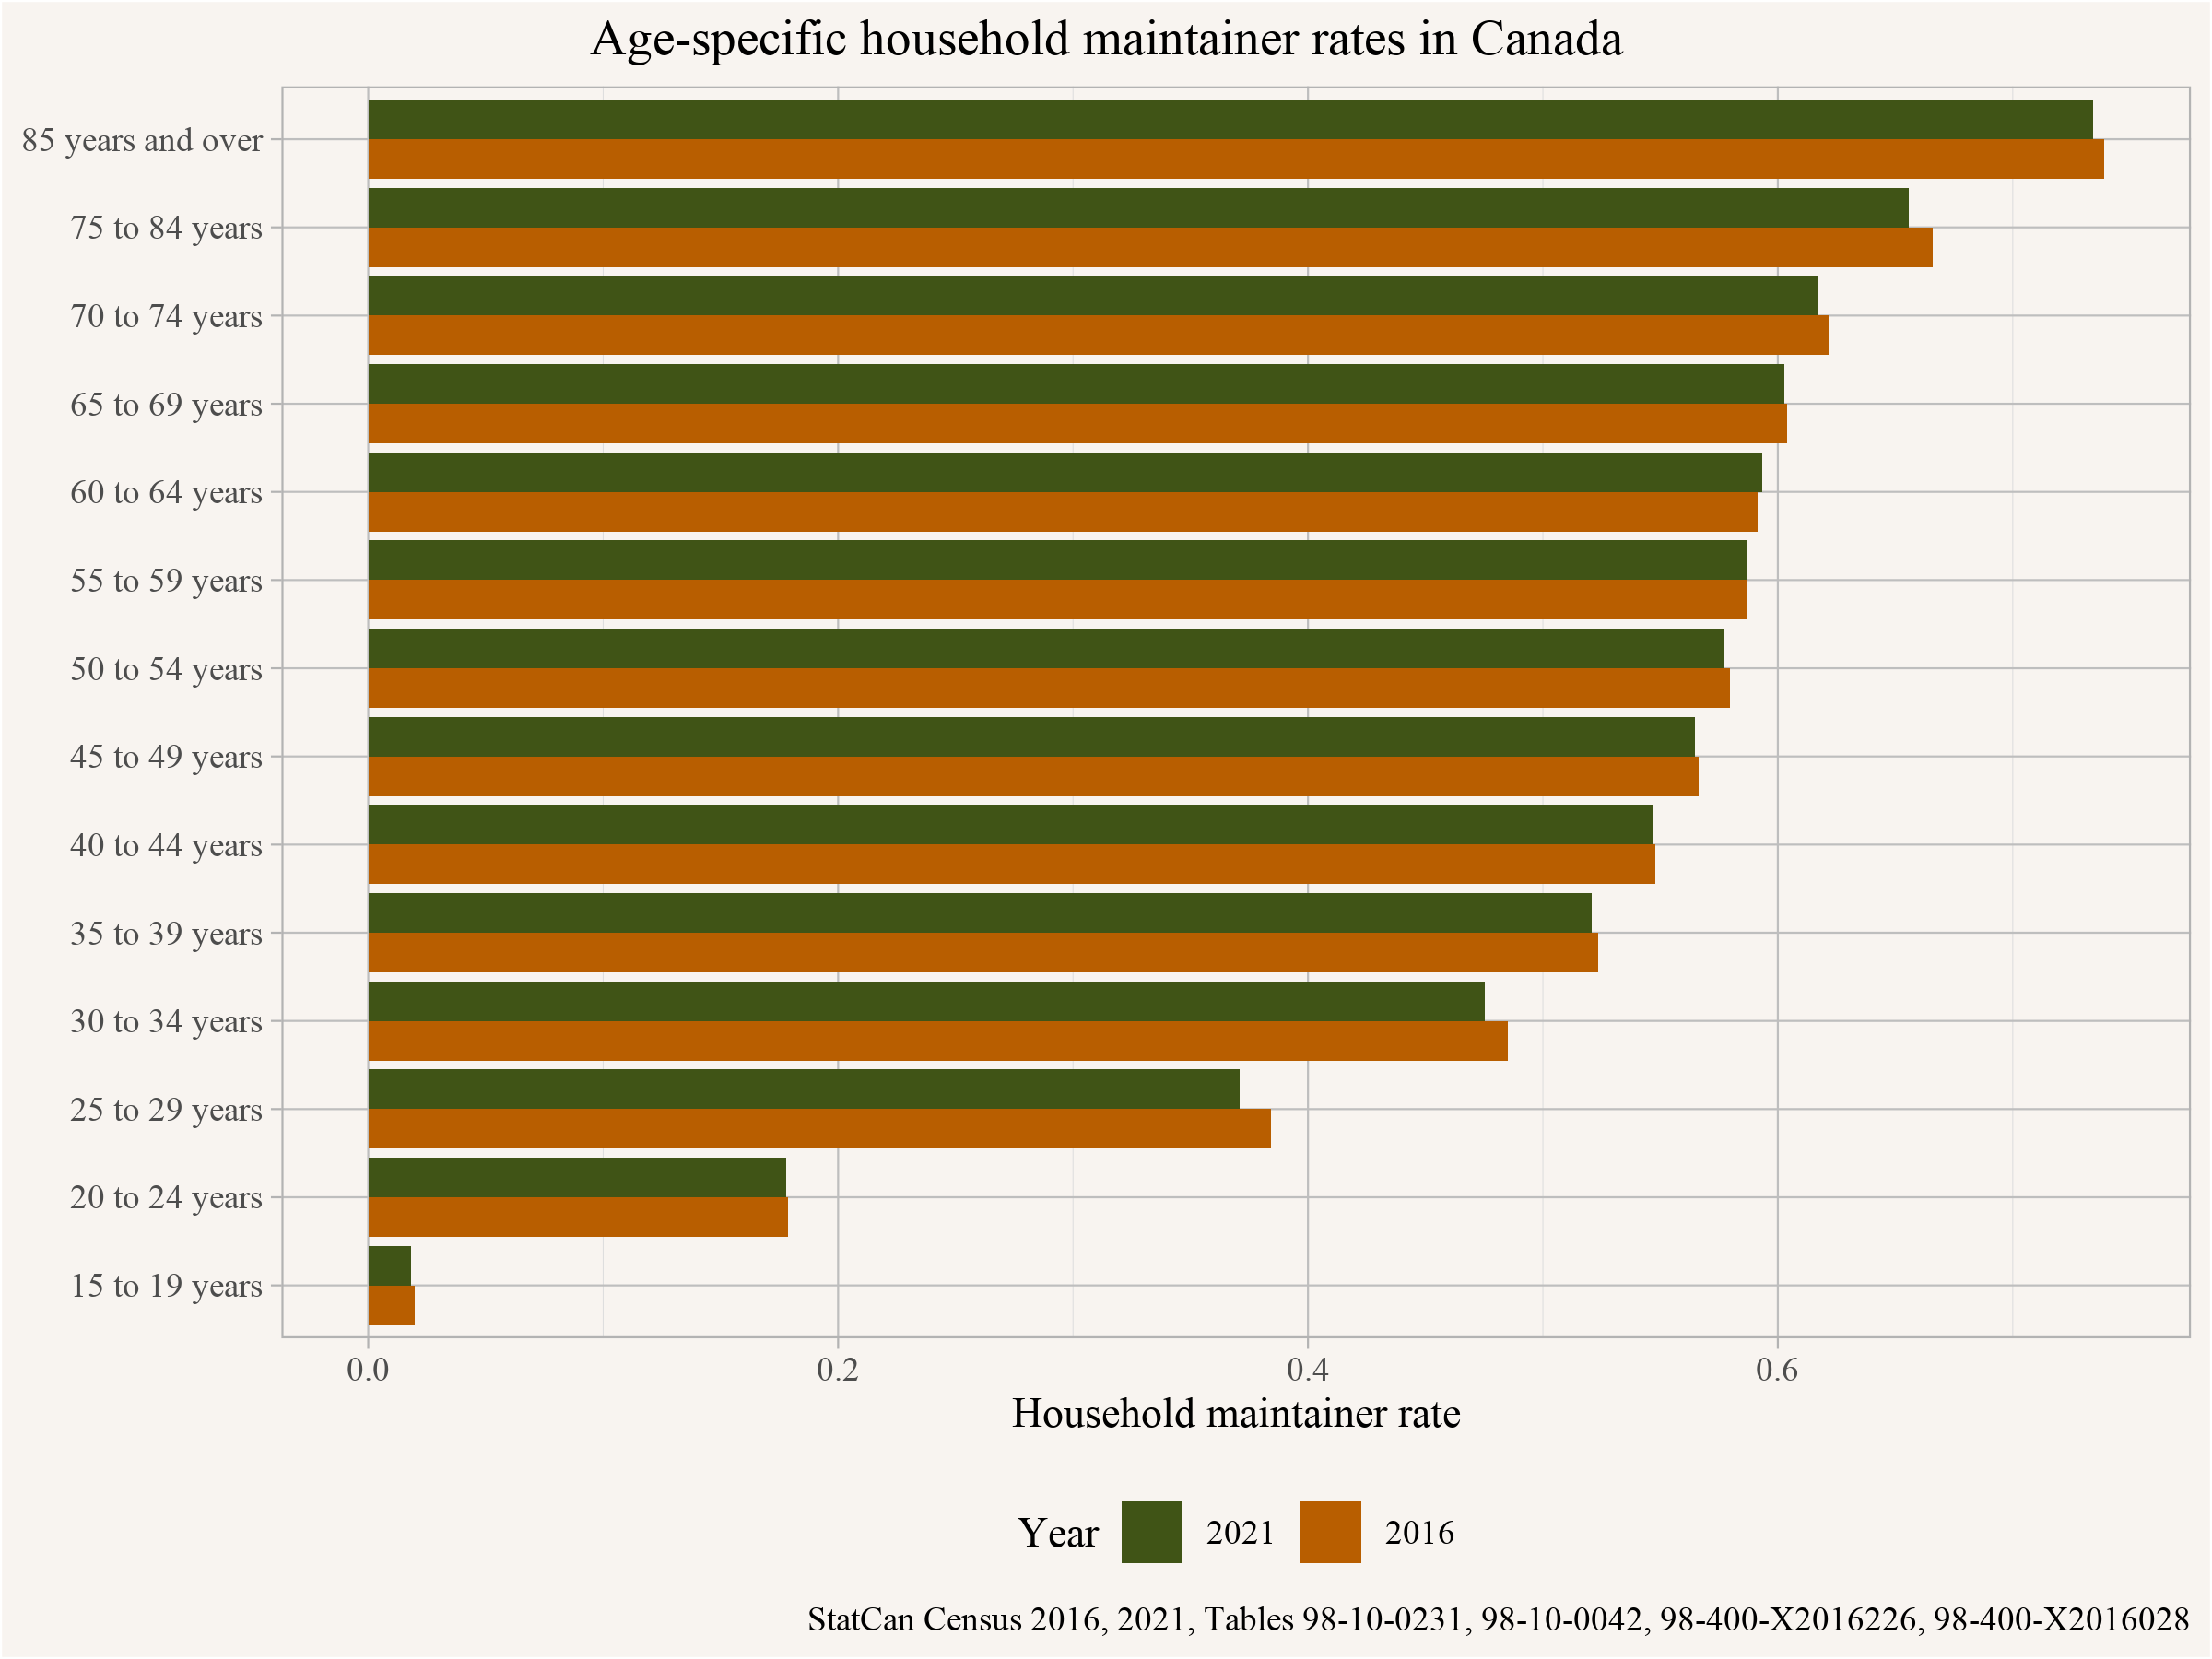 Age-specific household maintainer rates in Canada
85 years and over
75 to 84 years
70 to 74 years
65 to 69 years
60 to 64 years
55 to 59 years
50 to 54 years
45 to 49 years
40 to 44 years
35 to 39 years
30 to 34 years
25 to 29 years
20 to 24 years
15 to 19 years
0.0 0.2 0.4 0.6
Household maintainer rate
Year 2021 2016
StatCan Census 2016, 2021, Tables 98-10-0231, 98-10-0042, 98-400-X2016226, 98-400-X2016028